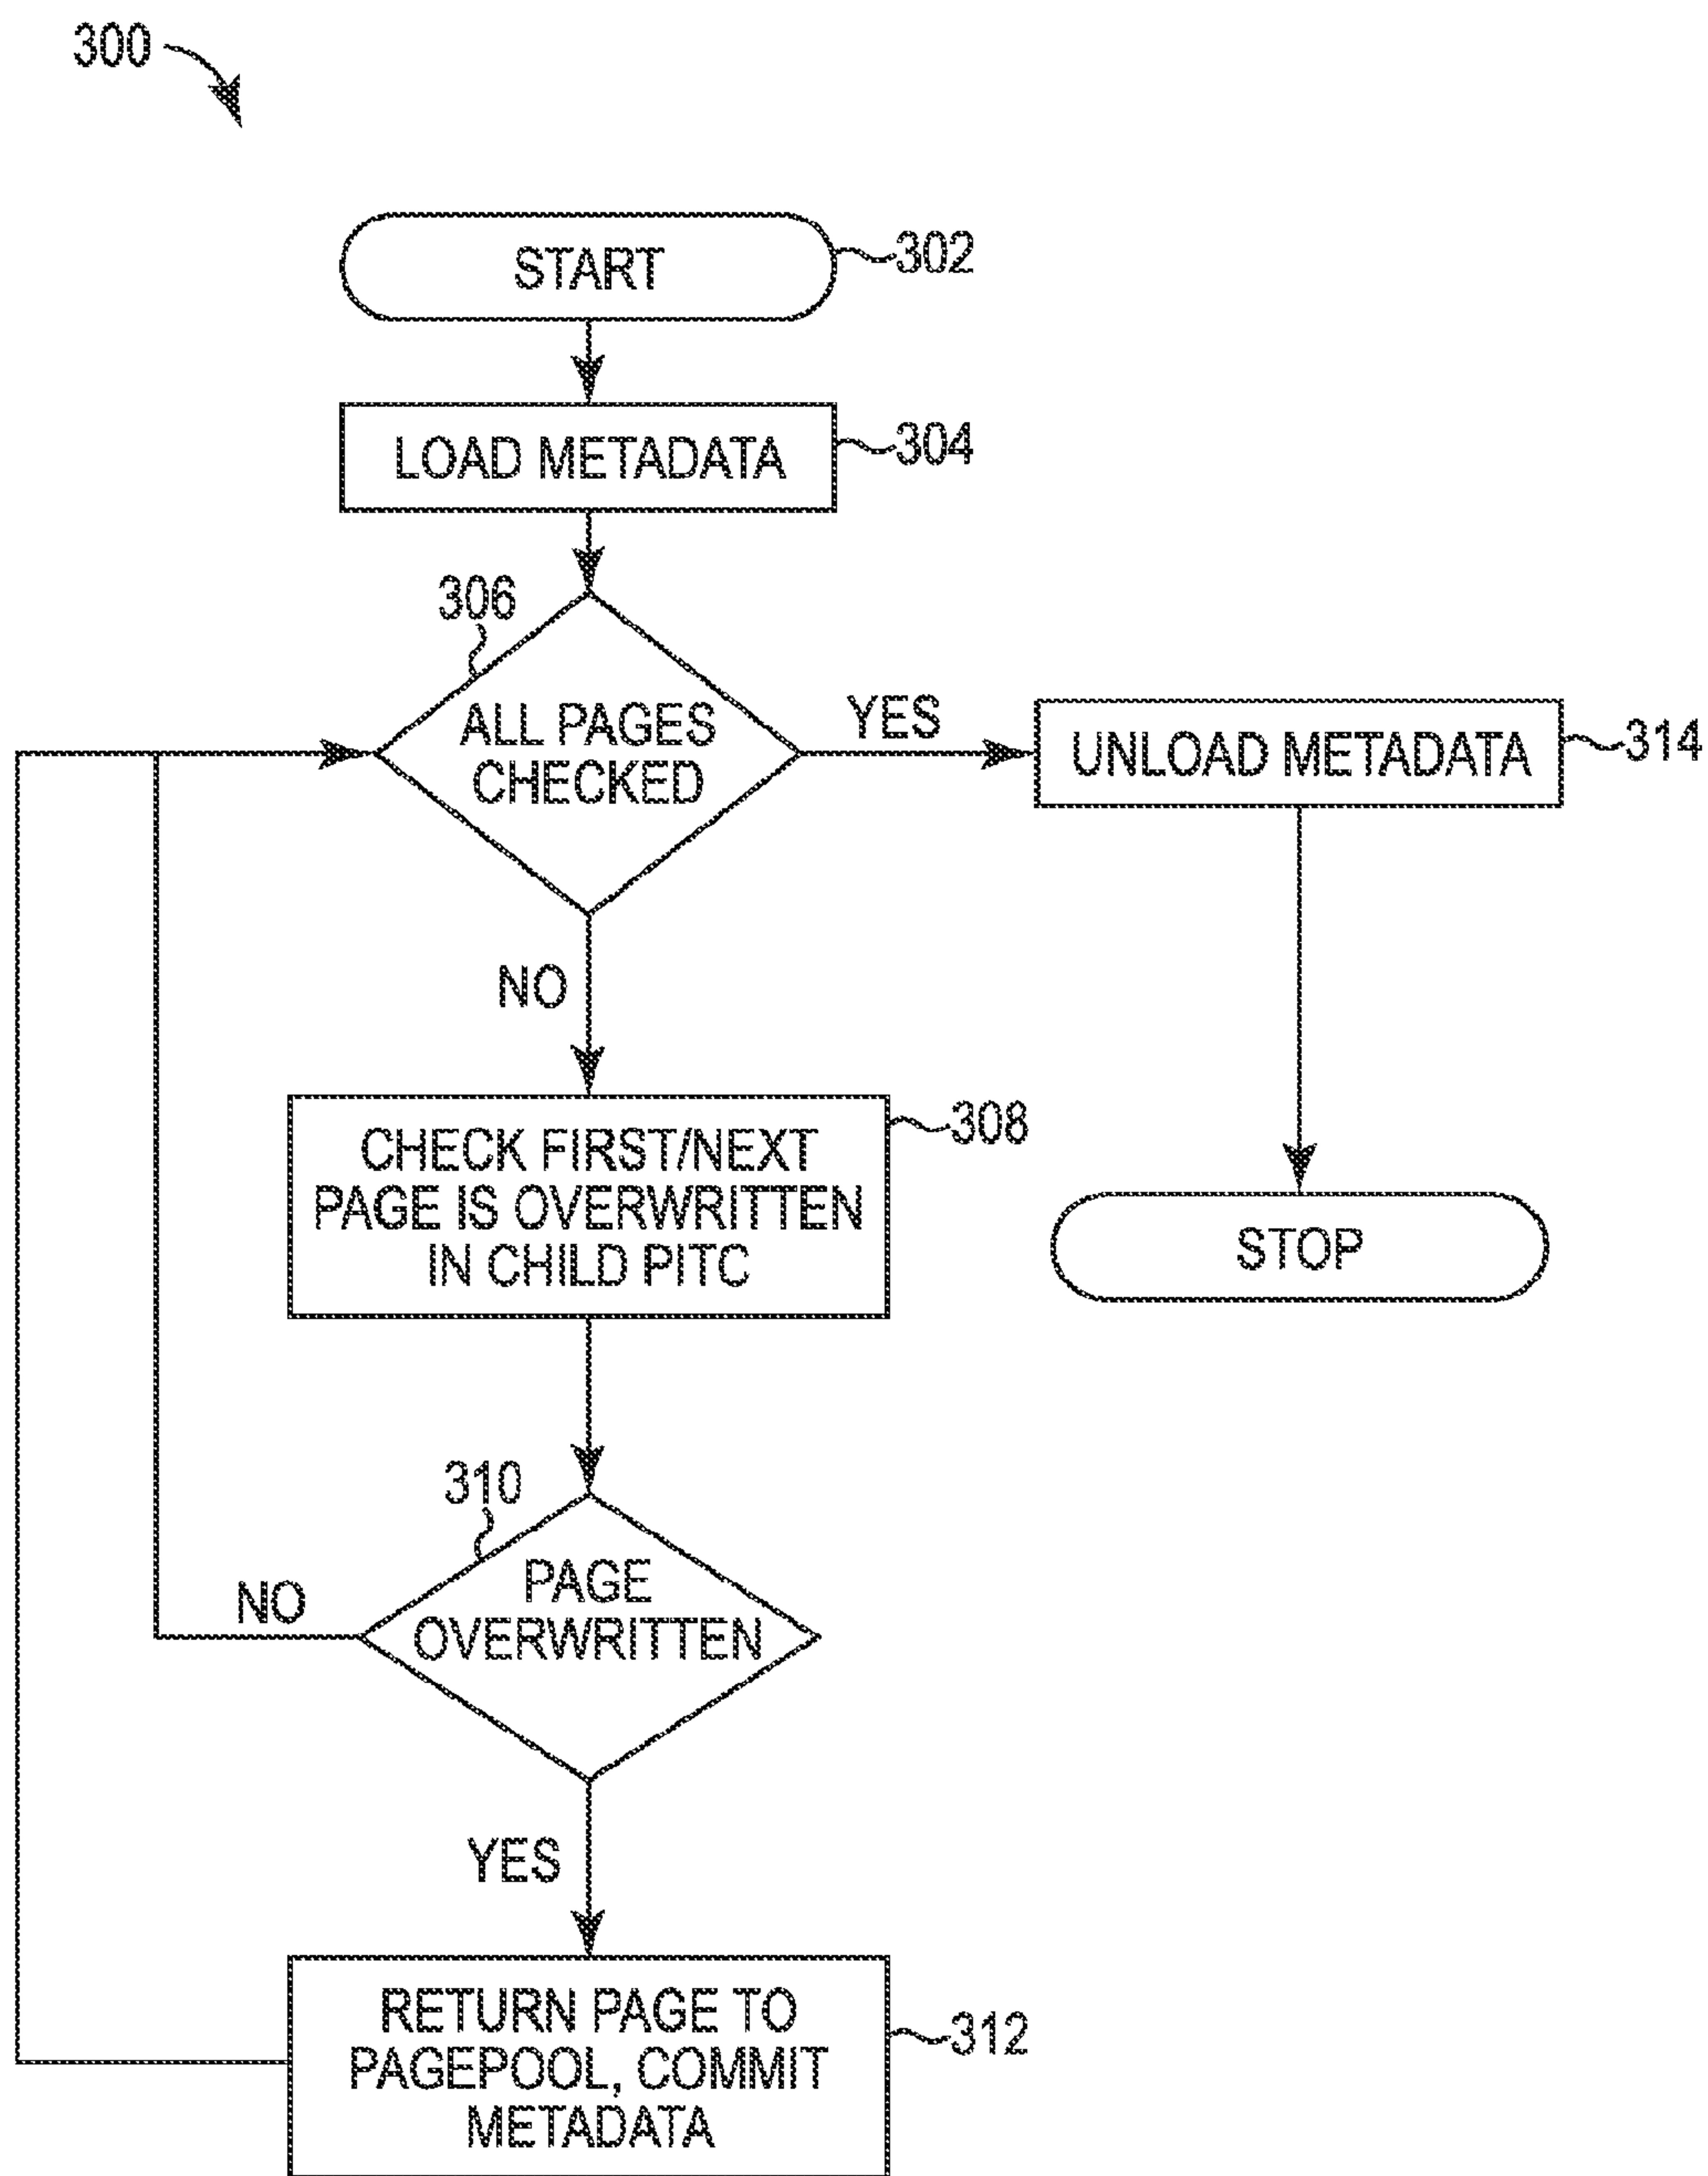 300
START
302
LOAD METADATA
304
306
ALL PAGES
CHECKED
YES
UNLOAD METADATA
314
NO
CHECK FIRST/NEXT
PAGE IS OVERWRITTEN
IN CHILD PITC
308
STOP
310
PAGE
OVERWRITTEN
NO
YES
RETURN PAGE TO
PAGEPOOL, COMMIT
METADATA
312